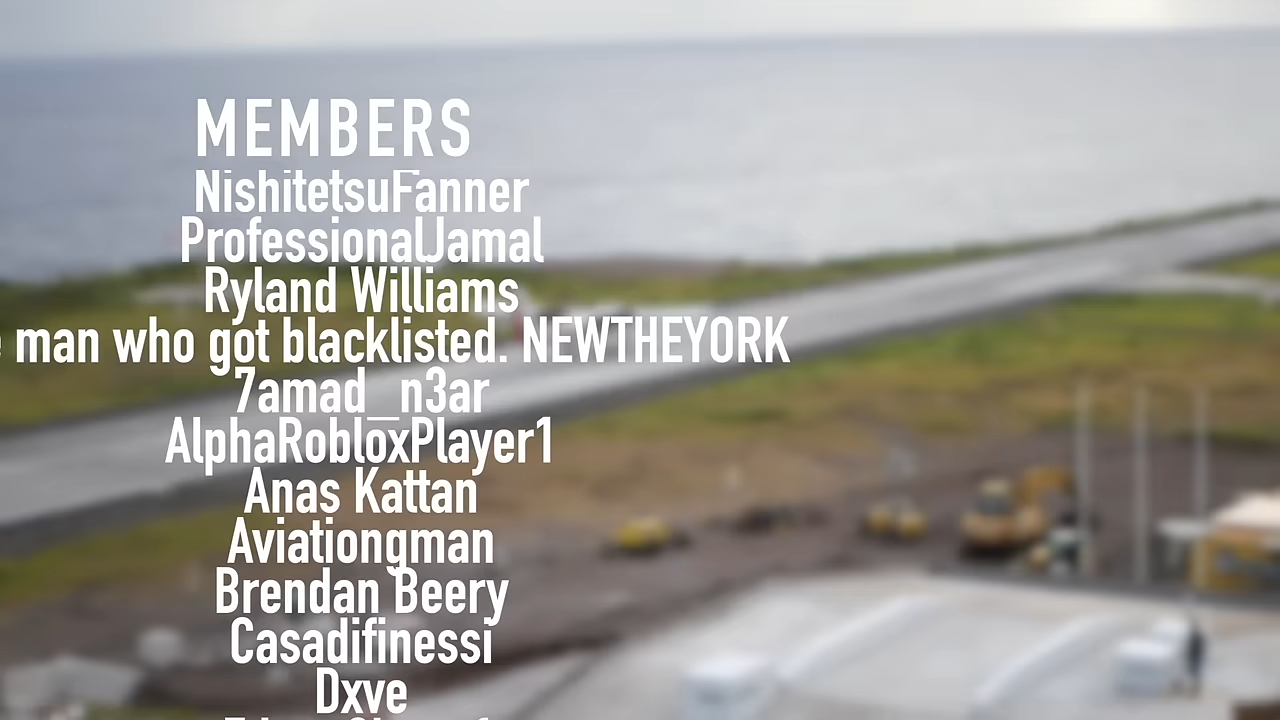 MEMBERS
NishitetsuFanner
ProfessionalJamal
Ryland Williams
man who got blacklisted. NEWTHEYORK
7amad_n3ar
AlphaRobloxPlayer1
Anas Kattan
Aviationgman
Brendan Beery
Casadifinessi
Dxve